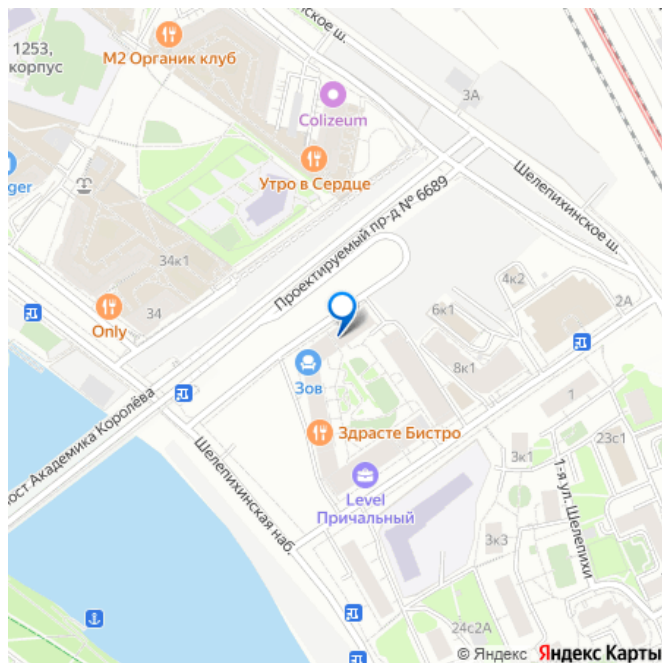 нское ш.
1253,
корпус
М2 Органик клуб
3А
Colizeum
Шелепихинское ш.
ger
Утро в Сердце
Проектируемый пр-д № 6689
34к1
4к2
34
6к1
2А
Only
8к1
Зов
1
Здрасте Бистро
ост Академика Королёва
Шелепихинская наб.
23с1
3к1
1-я ул. Шелепихи
Level
Причальный
3к3
24с2А
© Яндекс Яндекс Карты